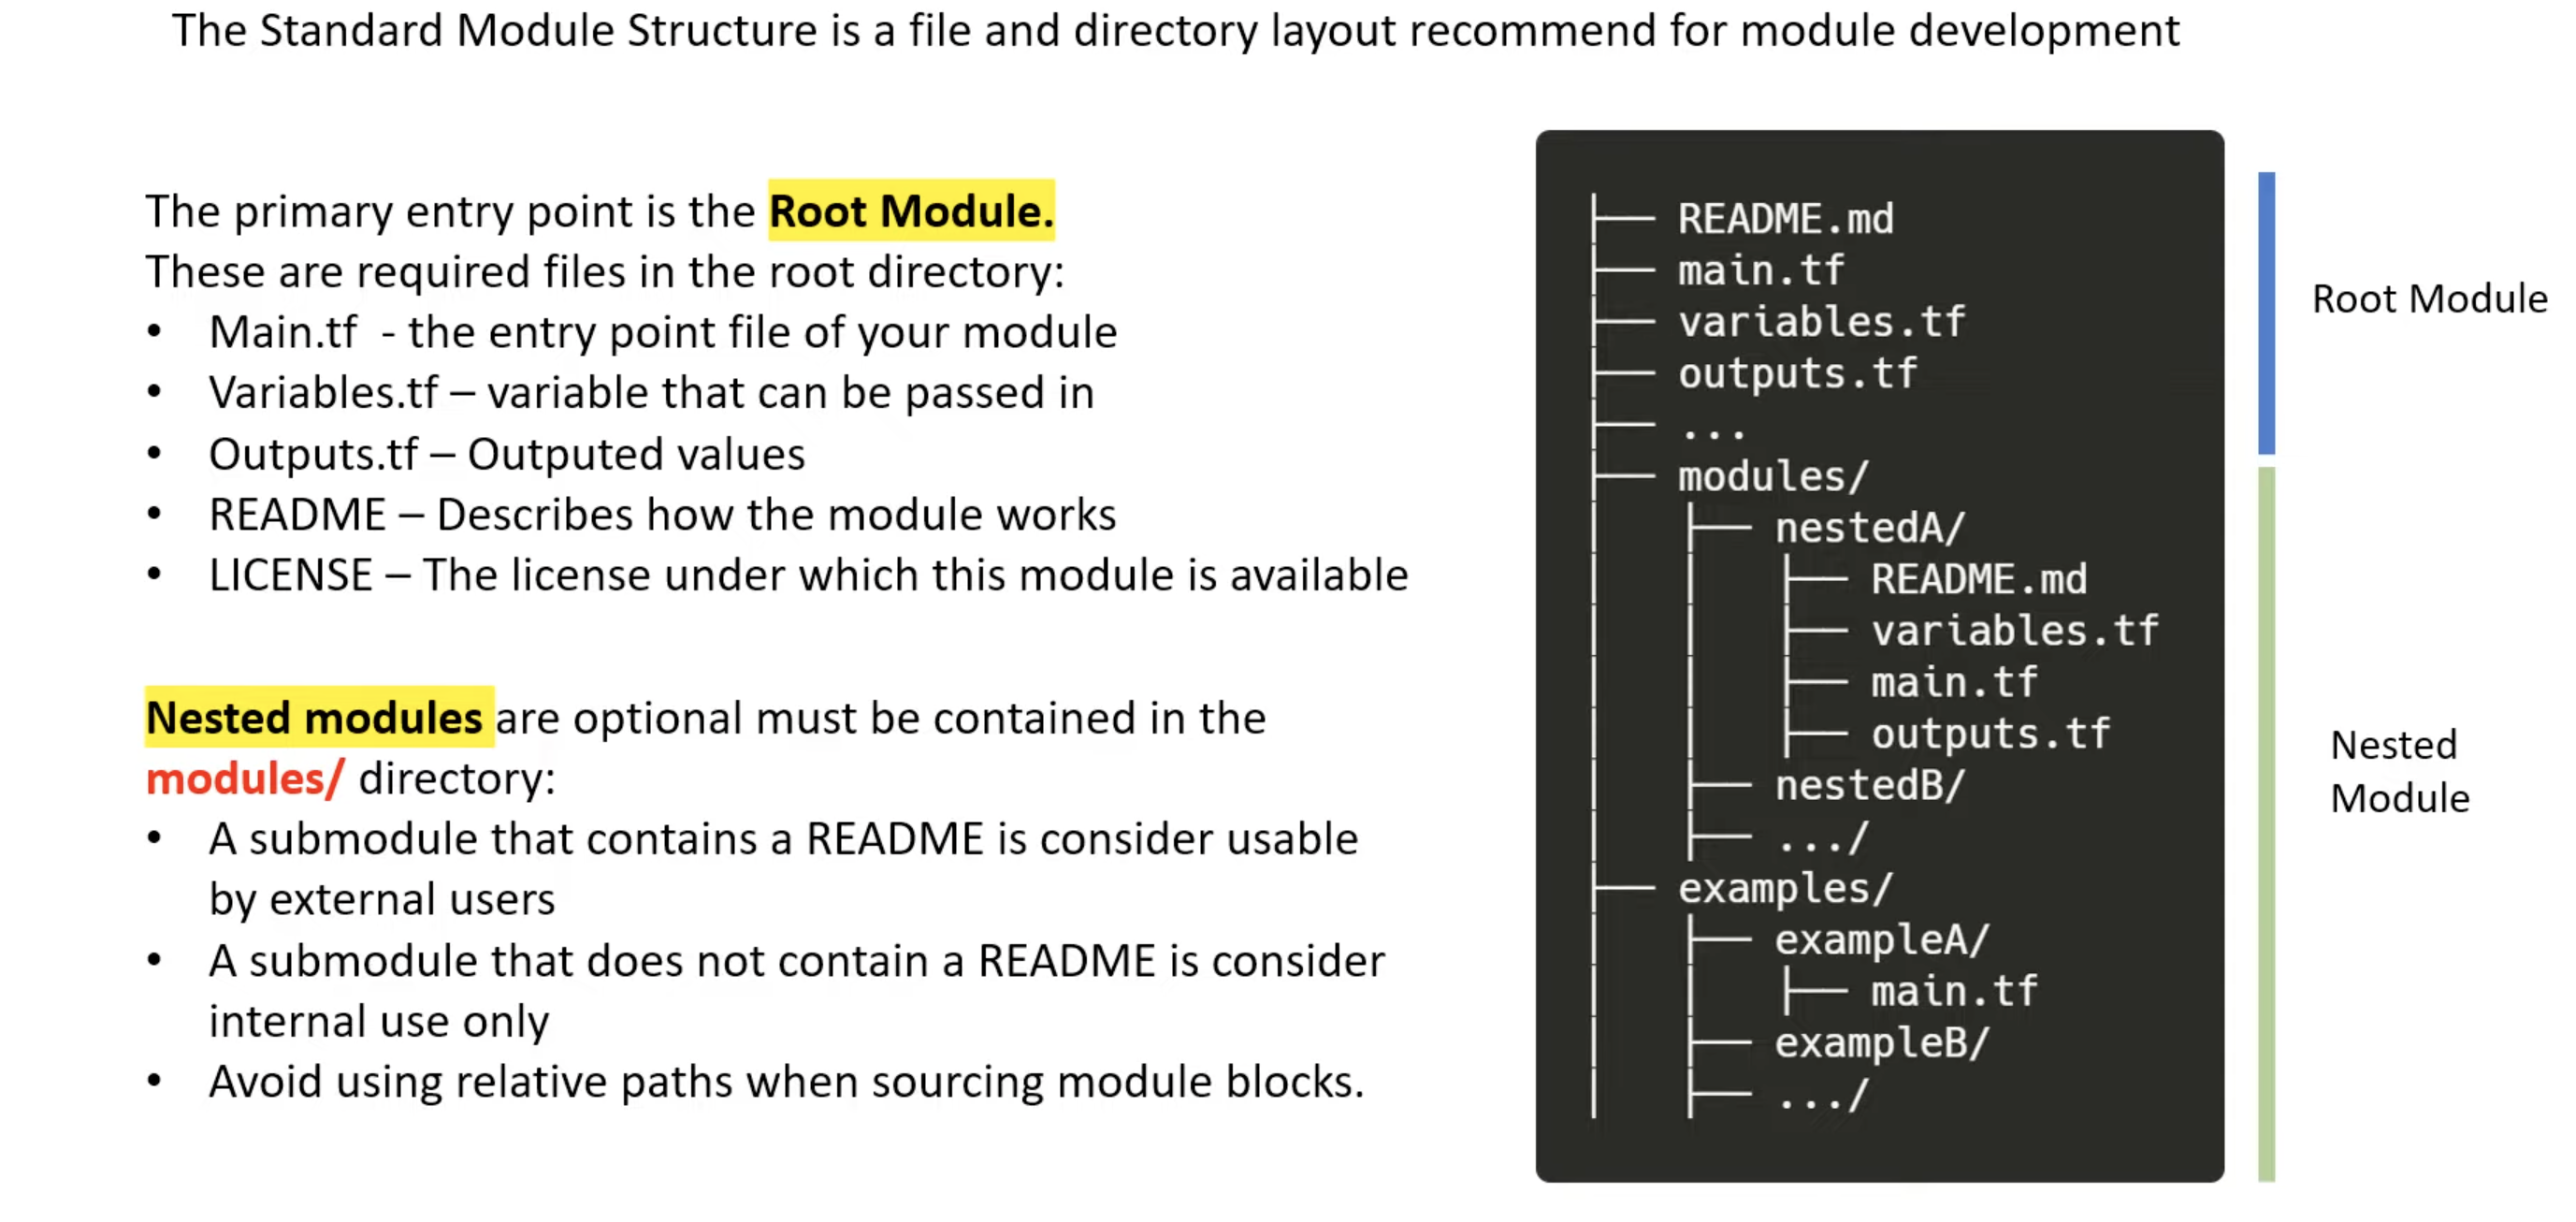 The Standard Module Structure is a file and directory layout recommend for module development
The primary entry point is the Root Module.
These are required files in the root directory:
• Main.tf - the entry point file of your module
• Variables.tf – variable that can be passed in
• Outputs.tf – Outputed values
• README – Describes how the module works
• LICENSE – The license under which this module is available
Nested modules are optional must be contained in the
modules/ directory:
• A submodule that contains a README is consider usable
by external users
• A submodule that does not contain a README is consider
internal use only
• Avoid using relative paths when sourcing module blocks.
├── README.md
├── main.tf
├── variables.tf
├── outputs.tf
├── ...
├── modules/
│   ├── nestedA/
│   │   ├── README.md
│   │   ├── variables.tf
│   │   ├── main.tf
│   │   ├── outputs.tf
│   ├── nestedB/
│   ├── .../
├── examples/
│   ├── exampleA/
│   │   ├── main.tf
│   ├── exampleB/
│   ├── .../
Root Module
Nested
Module